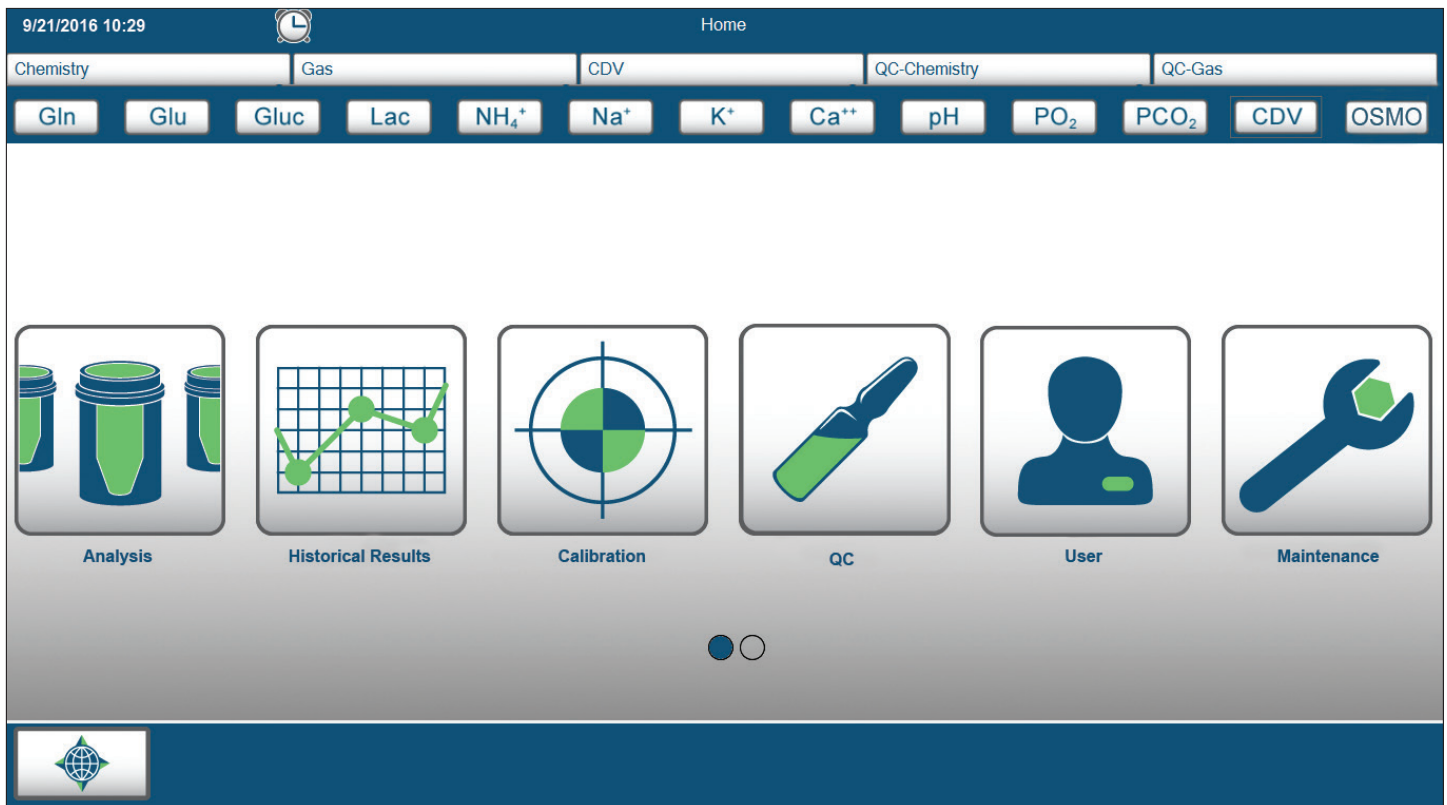 9/21/2016 10:29 Home
Chemistry Gas CDV QC-Chemistry QC-Gas
Gln Glu Gluc Lac NH₄⁺ Na⁺ K⁺ Ca⁺⁺ pH PO₂ PCO₂ CDV OSMO
Analysis Historical Results Calibration QC User Maintenance